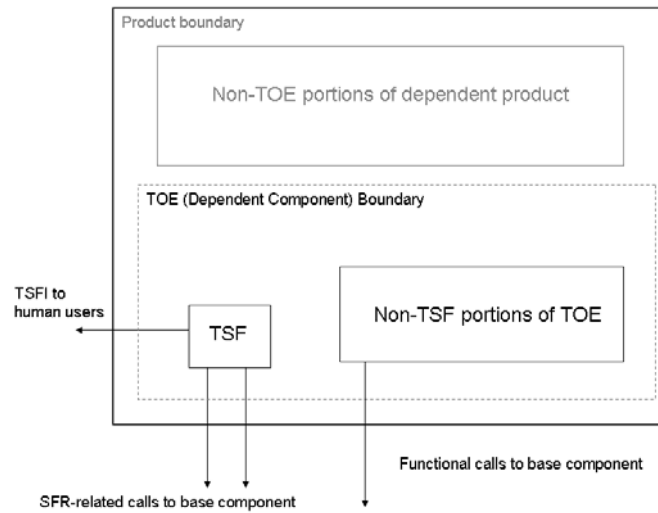 Product boundary
Non-TOE portions of dependent product
TOE (Dependent Component) Boundary
TSFI to
human users
TSF
Non-TSF portions of TOE
Functional calls to base component
SFR-related calls to base component